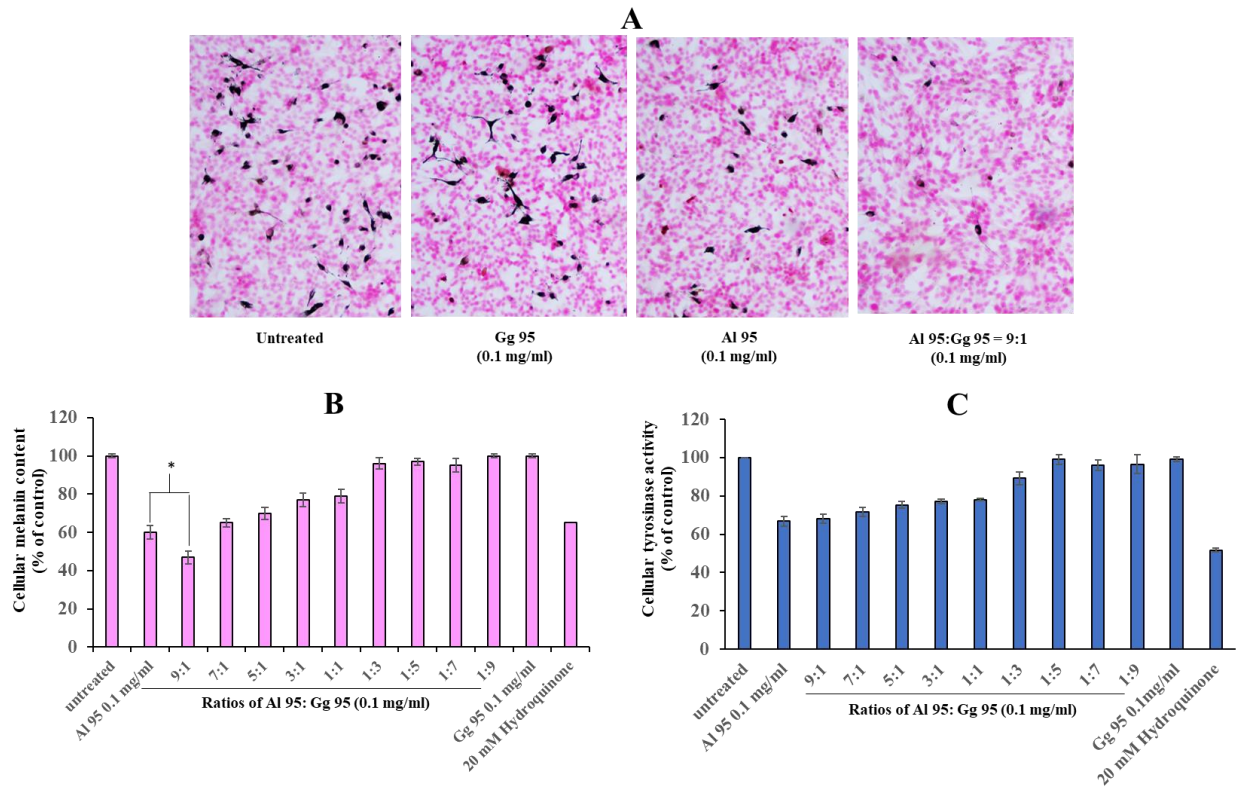 A
Untreated
Gg 95
(0.1 mg/ml)
Al 95
(0.1 mg/ml)
Al 95:Gg 95 = 9:1
(0.1 mg/ml)
B
Cellular melanin content
(% of control)
120
100
80
60
40
20
0
*
untreated
Al 95 0.1 mg/ml
9:1
7:1
5:1
3:1
1:1
1:3
1:5
1:7
1:9
Gg 95 0.1 mg/ml
20 mM Hydroquinone
Ratios of Al 95: Gg 95 (0.1 mg/ml)
C
Cellular tyrosinase activity
(% of control)
120
100
80
60
40
20
0
untreated
Al 95 0.1 mg/ml
9:1
7:1
5:1
3:1
1:1
1:3
1:5
1:7
1:9
Gg 95 0.1mg/ml
20 mM Hydroquinone
Ratios of Al 95: Gg 95 (0.1 mg/ml)